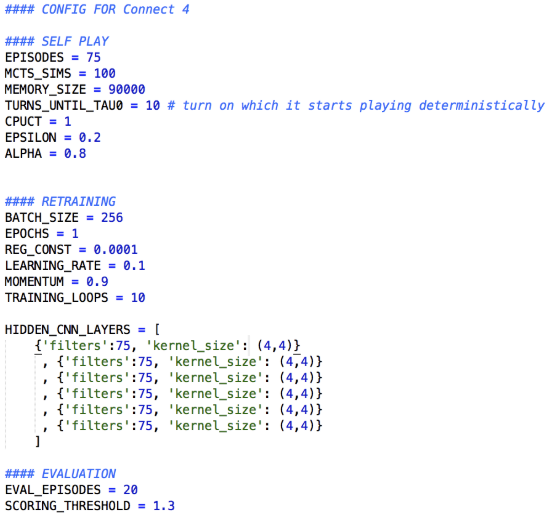 #### CONFIG FOR Connect 4
#### SELF PLAY
EPISODES = 75
MCTS_SIMS = 100
MEMORY_SIZE = 90000
TURNS_UNTIL_TAU0 = 10 # turn on which it starts playing deterministically
CPUCT = 1
EPSILON = 0.2
ALPHA = 0.8
#### RETRAINING
BATCH_SIZE = 256
EPOCHS = 1
REG_CONST = 0.0001
LEARNING_RATE = 0.1
MOMENTUM = 0.9
TRAINING_LOOPS = 10
HIDDEN_CNN_LAYERS = [
    {'filters':75, 'kernel_size': (4,4)}
     , {'filters':75, 'kernel_size': (4,4)}
     , {'filters':75, 'kernel_size': (4,4)}
     , {'filters':75, 'kernel_size': (4,4)}
     , {'filters':75, 'kernel_size': (4,4)}
     , {'filters':75, 'kernel_size': (4,4)}
    ]
#### EVALUATION
EVAL_EPISODES = 20
SCORING_THRESHOLD = 1.3